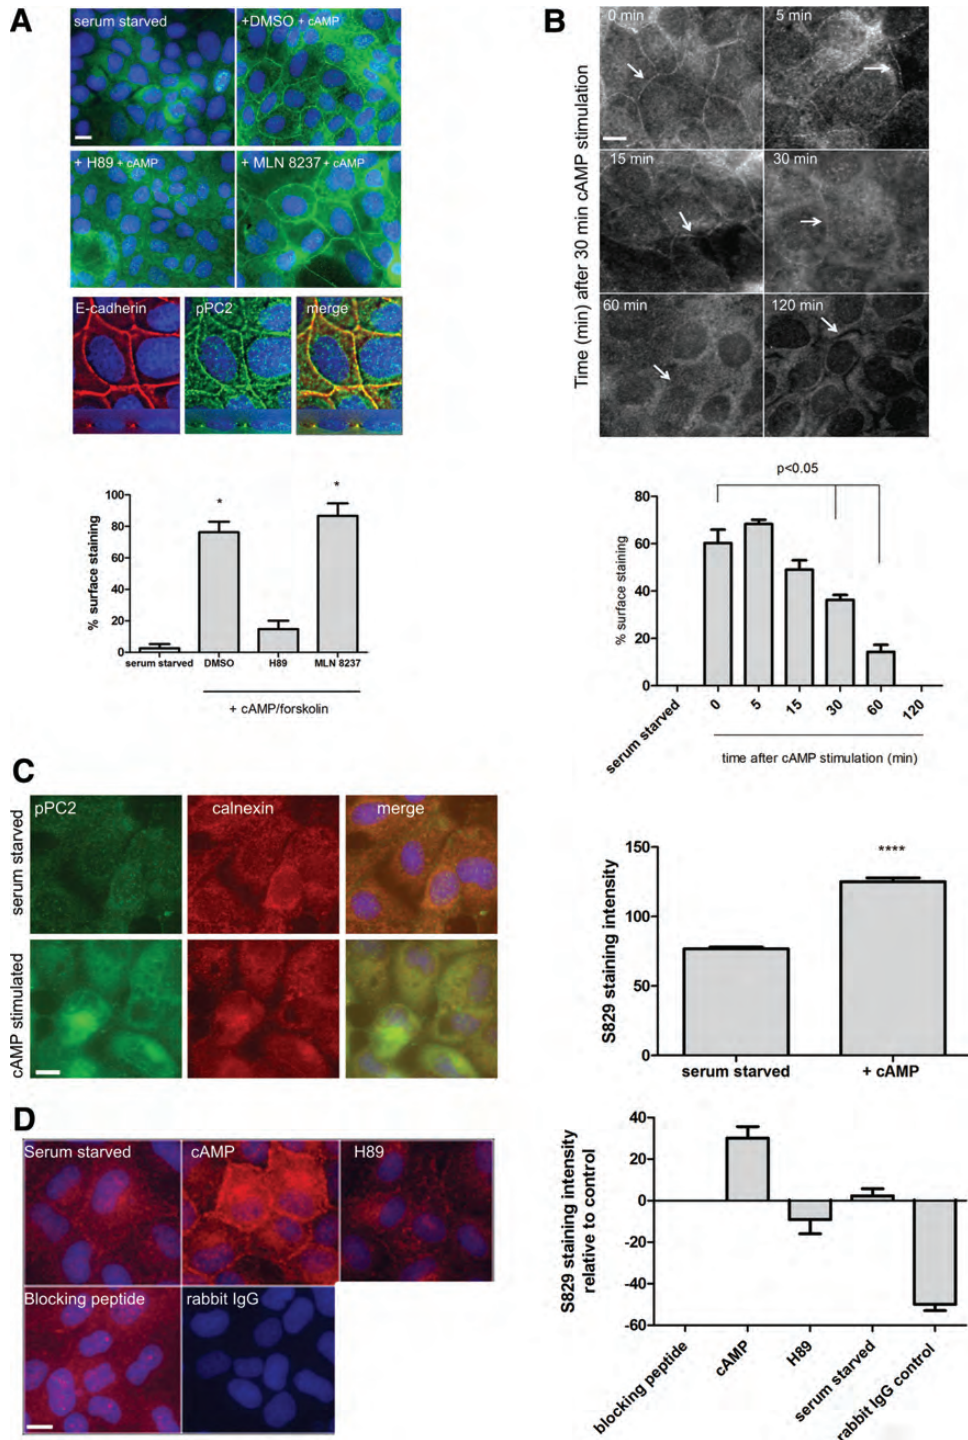 A
serum starved
+DMSO + cAMP
+ H89 + cAMP
+ MLN 8237 + cAMP
E-cadherin
pPC2
merge
% surface staining
100
80
60
40
20
0
*
*
serum starved
DMSO
H89
MLN 8237
+ cAMP/forskolin
B
Time (min) after 30 min cAMP stimulation
0 min
5 min
15 min
30 min
60 min
120 min
p<0.05
% surface staining
80
60
40
20
0
serum starved
0
5
15
30
60
120
time after cAMP stimulation (min)
C
pPC2
calnexin
merge
serum starved
cAMP stimulated
S829 staining intensity
150
100
50
0
****
serum starved
+ cAMP
D
Serum starved
cAMP
H89
Blocking peptide
rabbit IgG
S829 staining intensity
relative to control
40
20
0
-20
-40
-60
blocking peptide
cAMP
H89
serum starved
rabbit IgG control